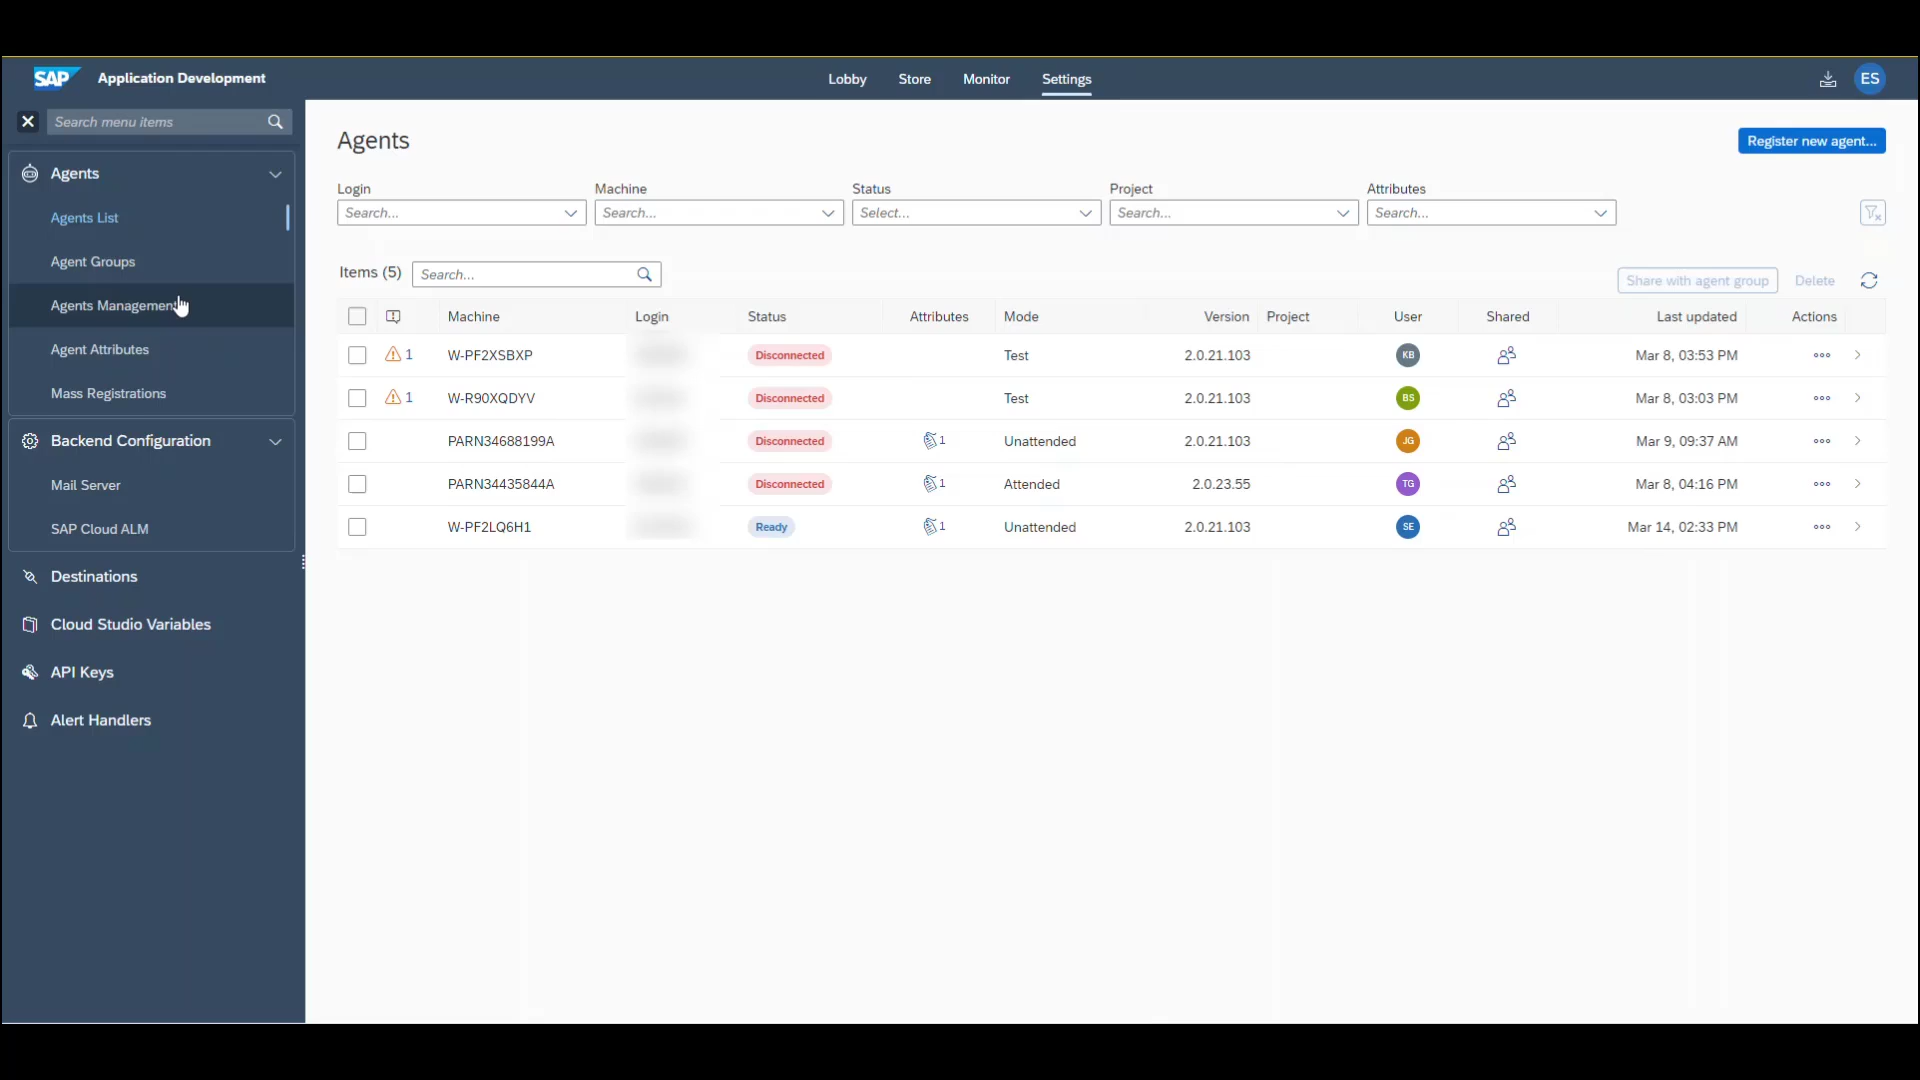 SAP Application Development Lobby Store Monitor Settings ES
Search menu items
Agents
Agents List
Agent Groups
Agents Management
Agent Attributes
Mass Registrations
Backend Configuration
Mail Server
SAP Cloud ALM
Destinations
Cloud Studio Variables
API Keys
Alert Handlers
Agents
Register new agent...
Login Machine Status Project Attributes
Search... Search... Select... Search... Search...
Items (5) Search... Share with agent group Delete
Machine Login Status Attributes Mode Version Project User Shared Last updated Actions
1 W-PF2XSBXP Disconnected Test 2.0.21.103 KB Mar 8, 03:53 PM
1 W-R90XQDYV Disconnected Test 2.0.21.103 BS Mar 8, 03:03 PM
PARN34688199A Disconnected 1 Unattended 2.0.21.103 JG Mar 9, 09:37 AM
PARN34435844A Disconnected 1 Attended 2.0.23.55 TG Mar 8, 04:16 PM
W-PF2LQ6H1 Ready 1 Unattended 2.0.21.103 SE Mar 14, 02:33 PM